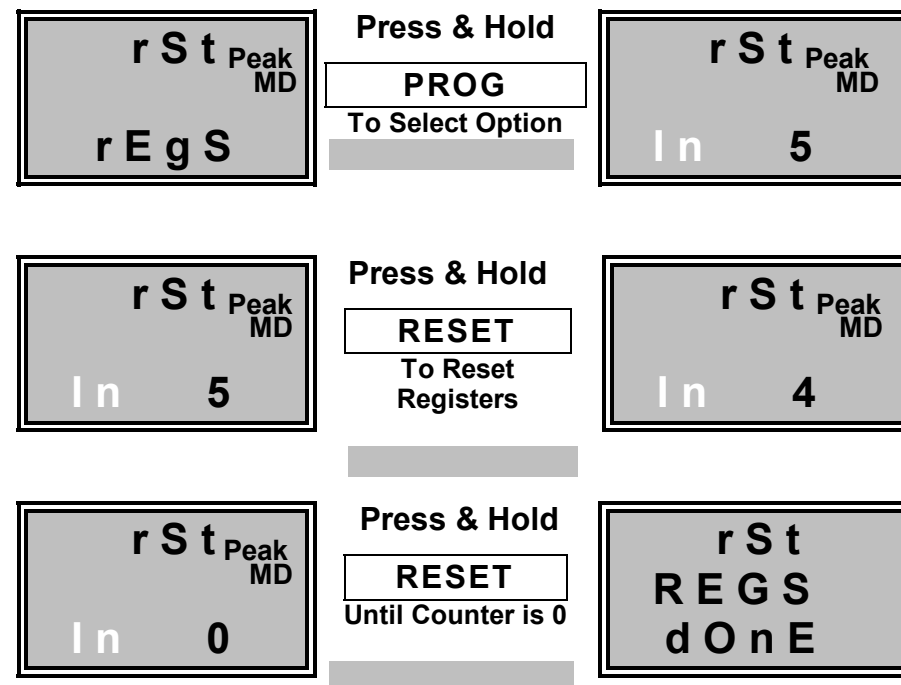 r S t Peak
MD
r E g S
Press & Hold
PROG
To Select Option
r S t Peak
MD
I n 5
r S t Peak
MD
I n 5
Press & Hold
RESET
To Reset
Registers
r S t Peak
MD
I n 4
r S t Peak
MD
I n 0
Press & Hold
RESET
Until Counter is 0
r S t
R E G S
d O n E